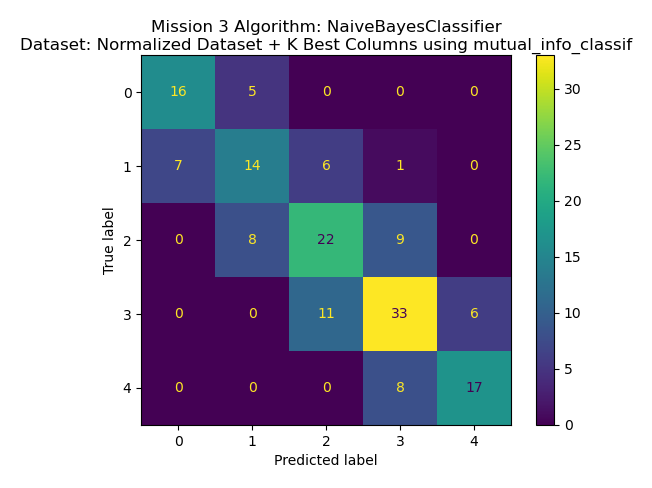 Mission 3 Algorithm: NaiveBayesClassifier
Dataset: Normalized Dataset + K Best Columns using mutual_info_classif
0 16 5 0 0 0
1 7 14 6 1 0
2 0 8 22 9 0
3 0 0 11 33 6
4 0 0 0 8 17
0 1 2 3 4
True label
Predicted label
30
25
20
15
10
5
0